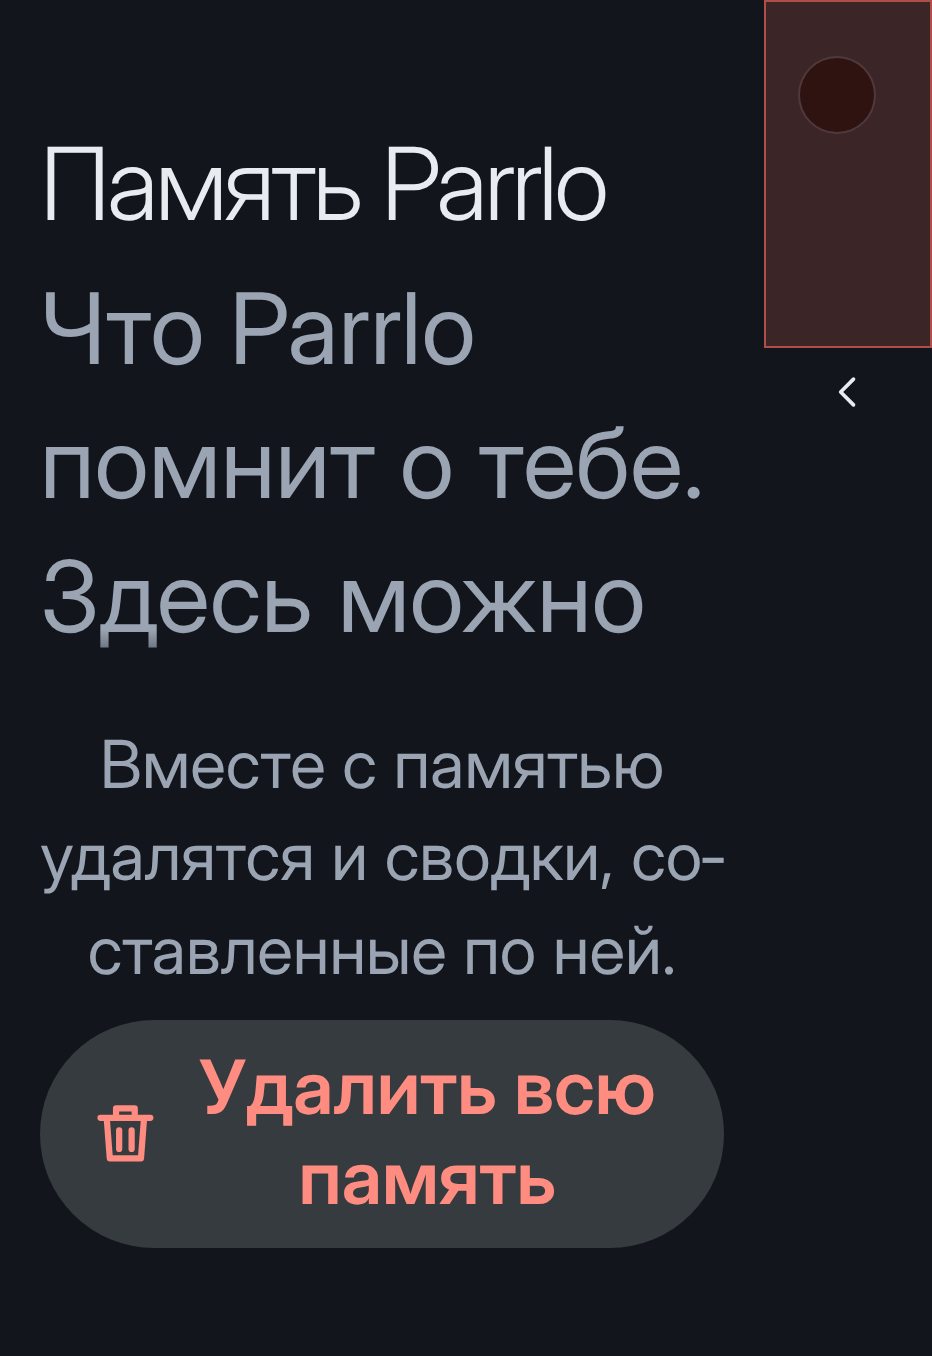 Память Parrlo
Что Parrlo
помнит о тебе.
Здесь можно
Вместе с памятью
удалятся и сводки, со-
ставленные по ней.
Удалить всю
память